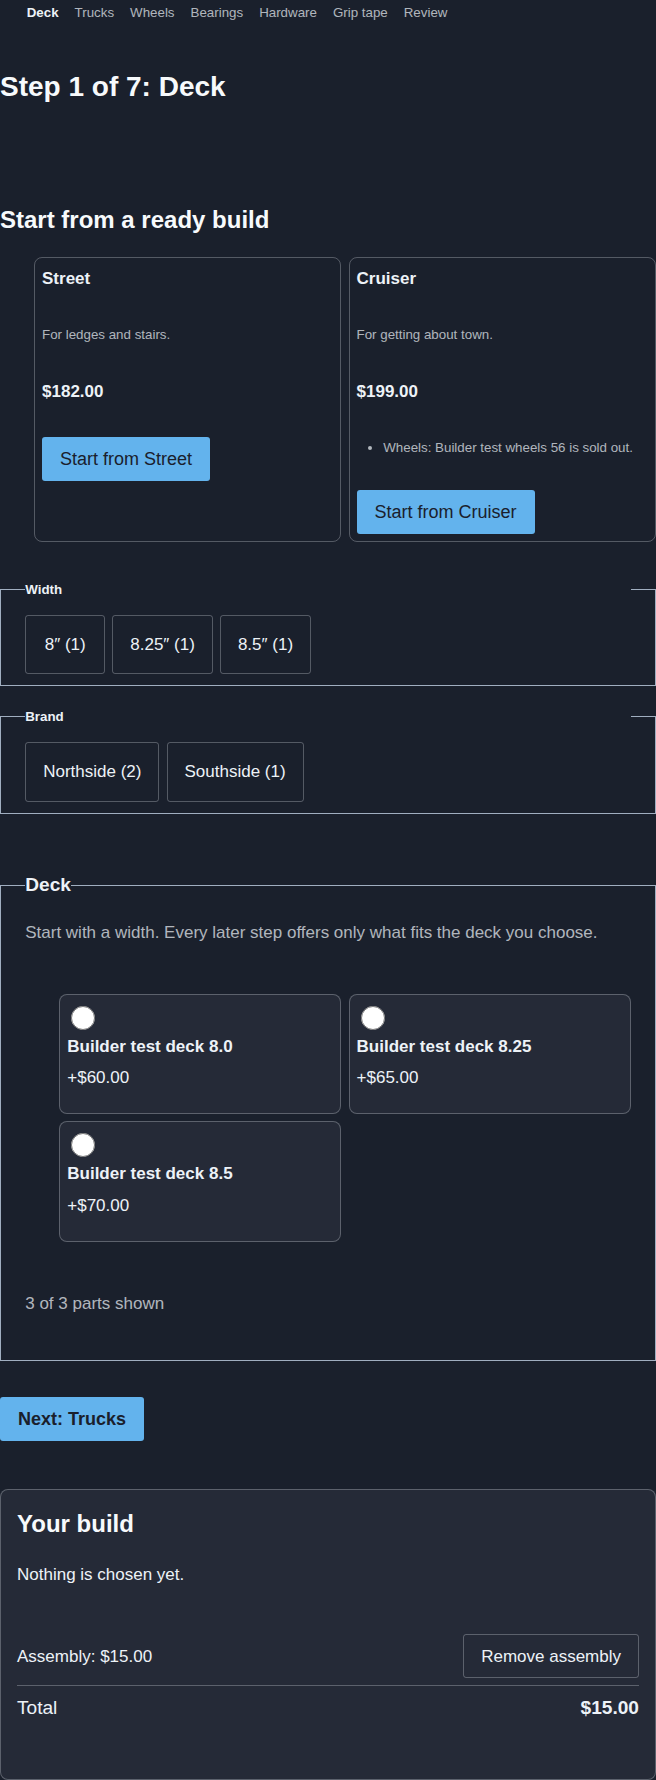 Deck Trucks Wheels Bearings Hardware Grip tape Review
Step 1 of 7: Deck
Start from a ready build
Street
For ledges and stairs.
$182.00
Start from Street
Cruiser
For getting about town.
$199.00
• Wheels: Builder test wheels 56 is sold out.
Start from Cruiser
Width
8″ (1) 8.25″ (1) 8.5″ (1)
Brand
Northside (2) Southside (1)
Deck
Start with a width. Every later step offers only what fits the deck you choose.
Builder test deck 8.0
+$60.00
Builder test deck 8.25
+$65.00
Builder test deck 8.5
+$70.00
3 of 3 parts shown
Next: Trucks
Your build
Nothing is chosen yet.
Assembly: $15.00 Remove assembly
Total $15.00